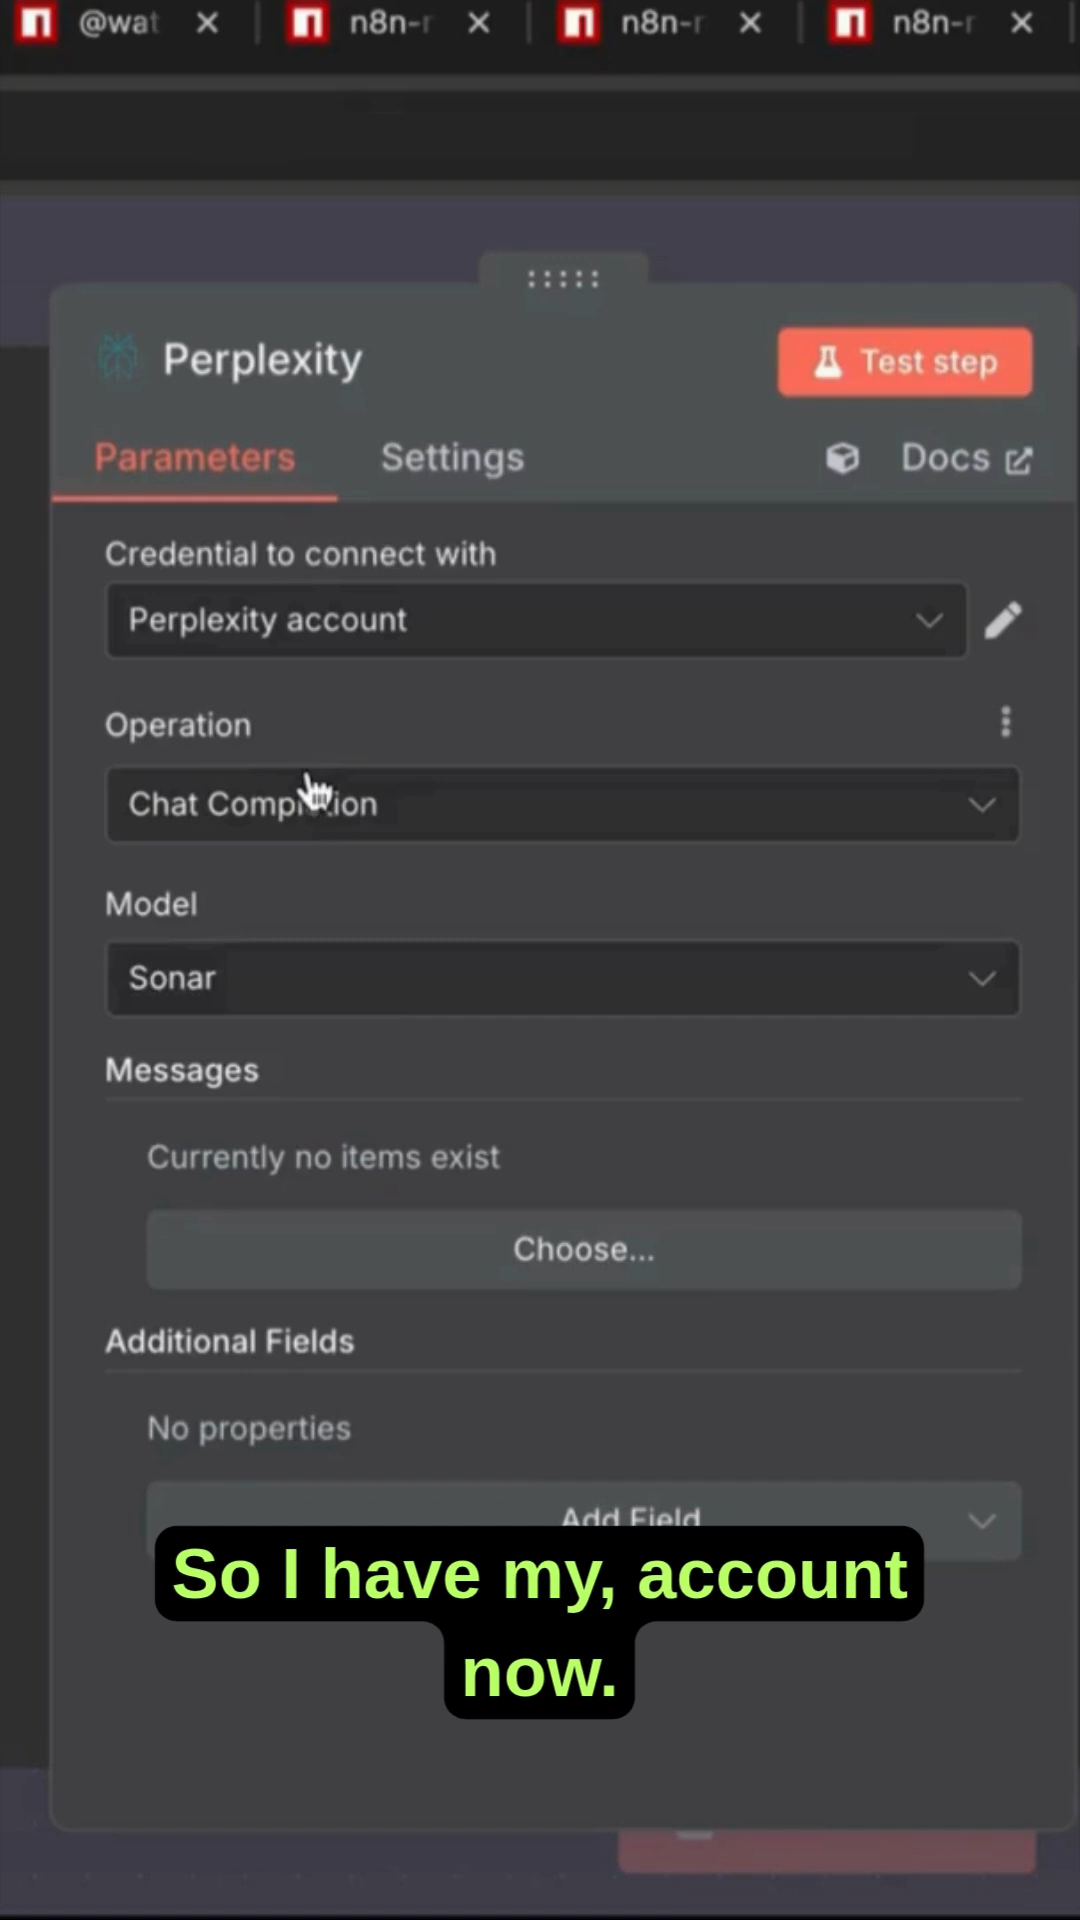 @wat
n8n-r
n8n-r
n8n-r
Perplexity
Test step
Parameters
Settings
Docs
Credential to connect with
Perplexity account
Operation
Chat Completion
Model
Sonar
Messages
Currently no items exist
Choose...
Additional Fields
No properties
Add Field
So I have my, account
now.